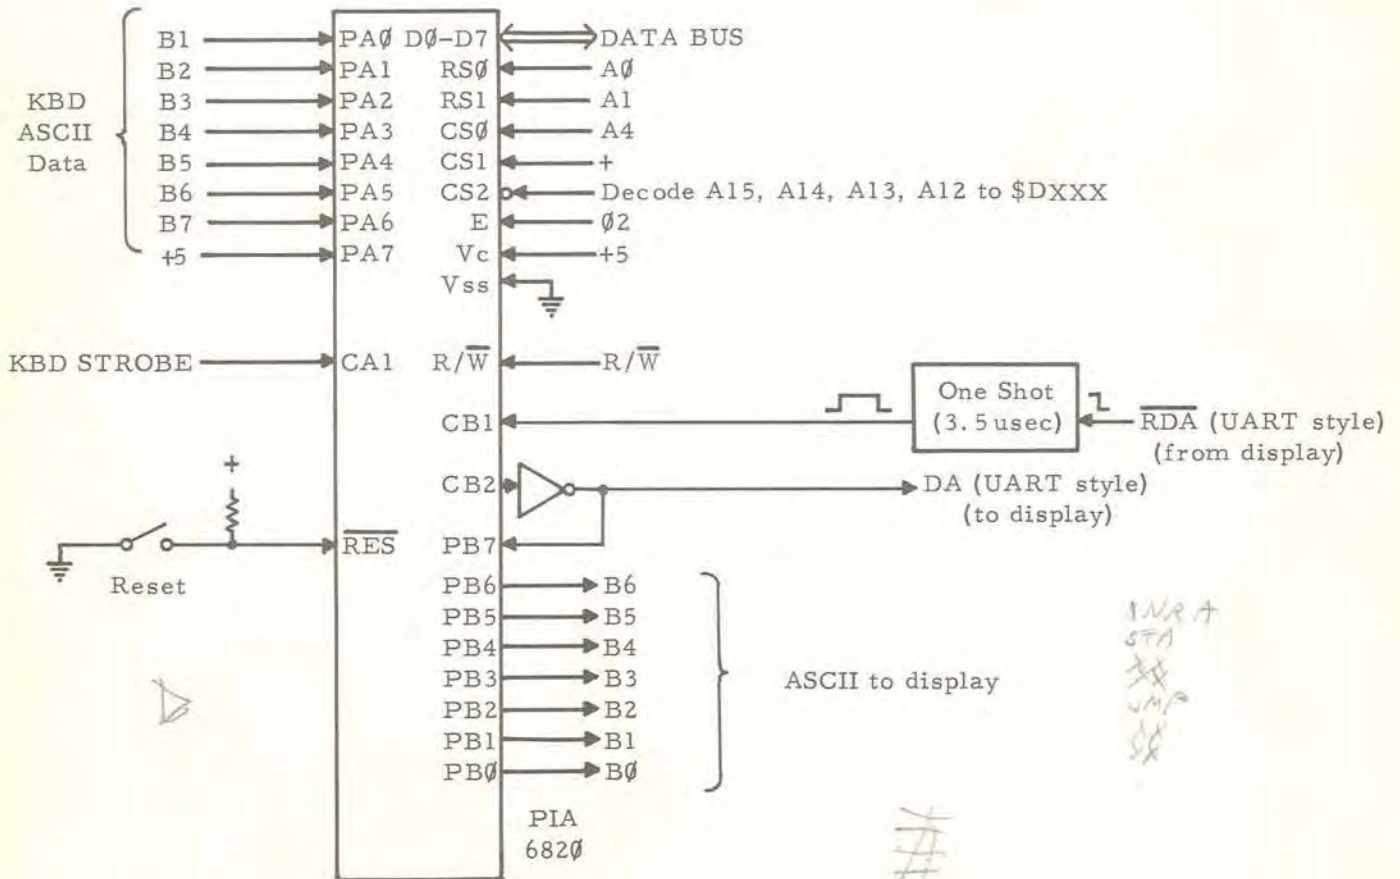 B1 PAØ DØ-D7 DATA BUS
B2 PA1 RSØ AØ
B3 PA2 RS1 A1
KBD
ASCII
Data
B4 PA3 CSØ A4
B5 PA4 CS1 +
B6 PA5 CS2 Decode A15, A14, A13, A12 to $DXXX
B7 PA6 E Ø2
+5 PA7 Vc +5
Vss
KBD STROBE CA1 R/W̅ R/W̅
One Shot
(3.5usec)
CB1 R̅D̅A̅ (UART style)
(from display)
+
CB2 DA (UART style)
(to display)
R̅E̅S̅ PB7
Reset
PB6 B6
PB5 B5
PB4 B4
PB3 B3
PB2 B2
PB1 B1
PBØ BØ
ASCII to display
PIA
682Ø
STA